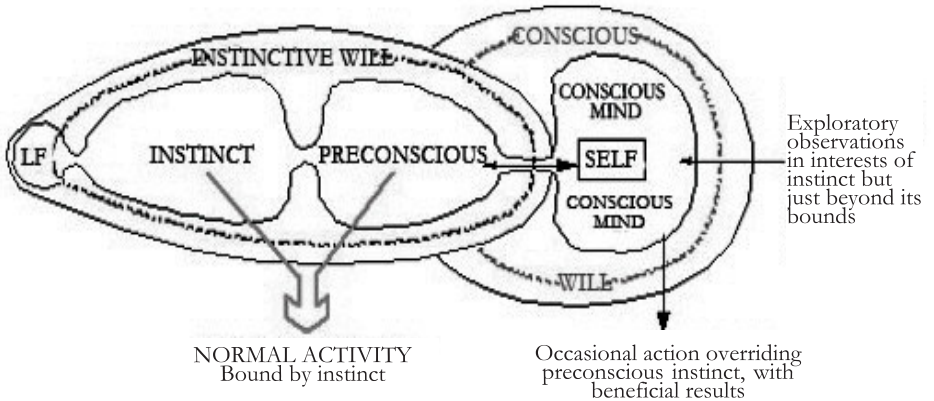 CONSCIOUS
INSTINCTIVE WILL
CONSCIOUS
MIND
LF
INSTINCT
PRECONSCIOUS
SELF
CONSCIOUS
MIND
WILL
Exploratory
observations
in interests of
instinct but
just beyond its
bounds
NORMAL ACTIVITY
Bound by instinct
Occasional action overriding
preconscious instinct, with
beneficial results